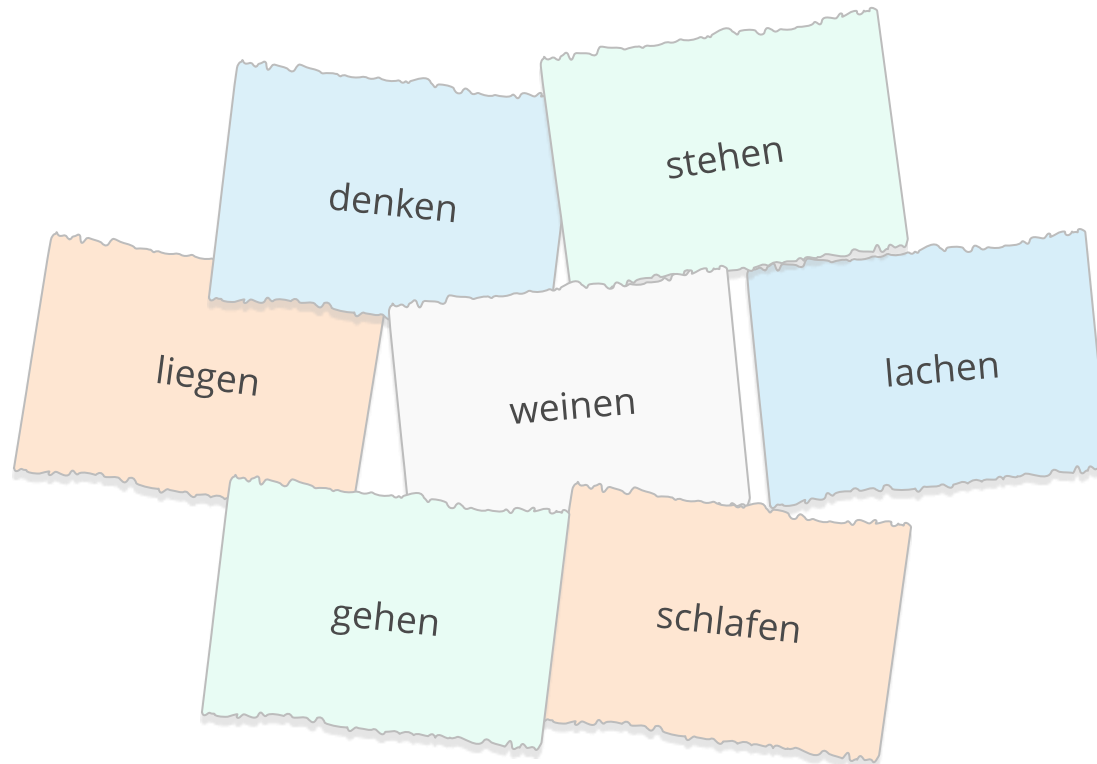 denken
stehen
liegen
weinen
lachen
gehen
schlafen